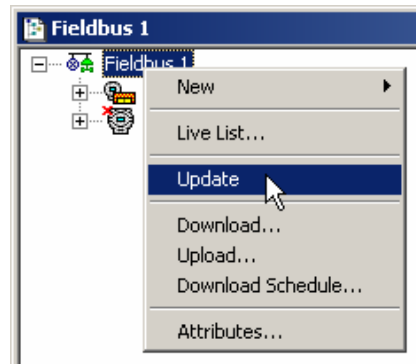 Fieldbus 1
Fieldbus 1
New
Live List...
Update
Download...
Upload...
Download Schedule...
Attributes...